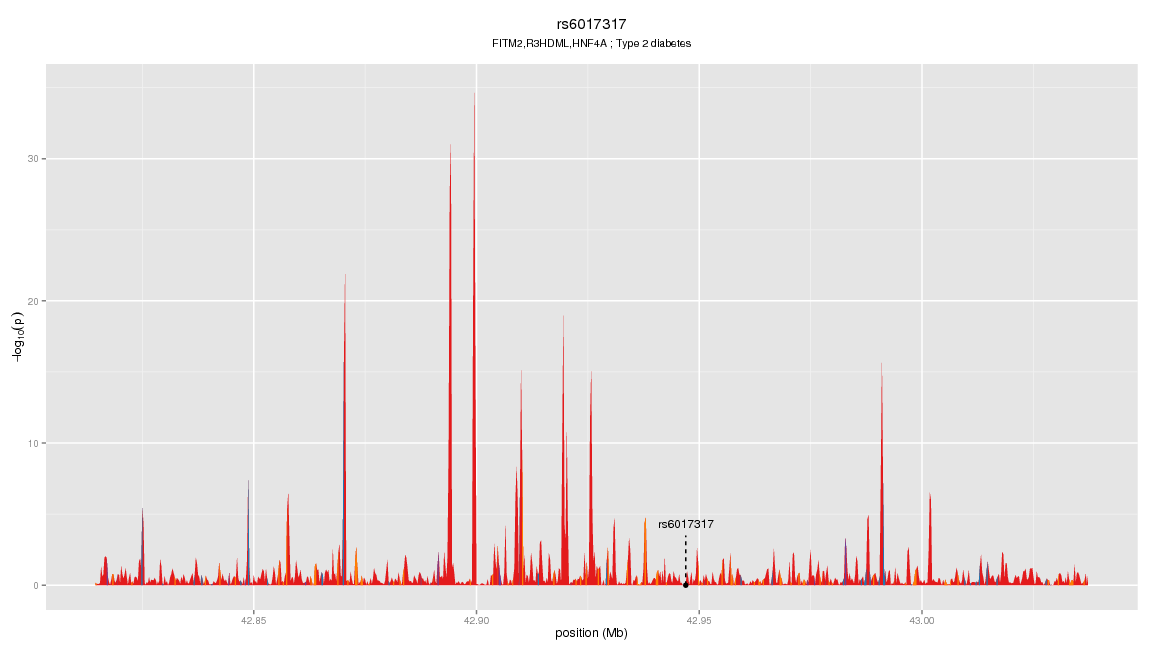 rs6017317
FITM2,R3HDML,HNF4A ; Type 2 diabetes
30
20
10
0
−log10(p)
rs6017317
42.85
42.90
42.95
43.00
position (Mb)